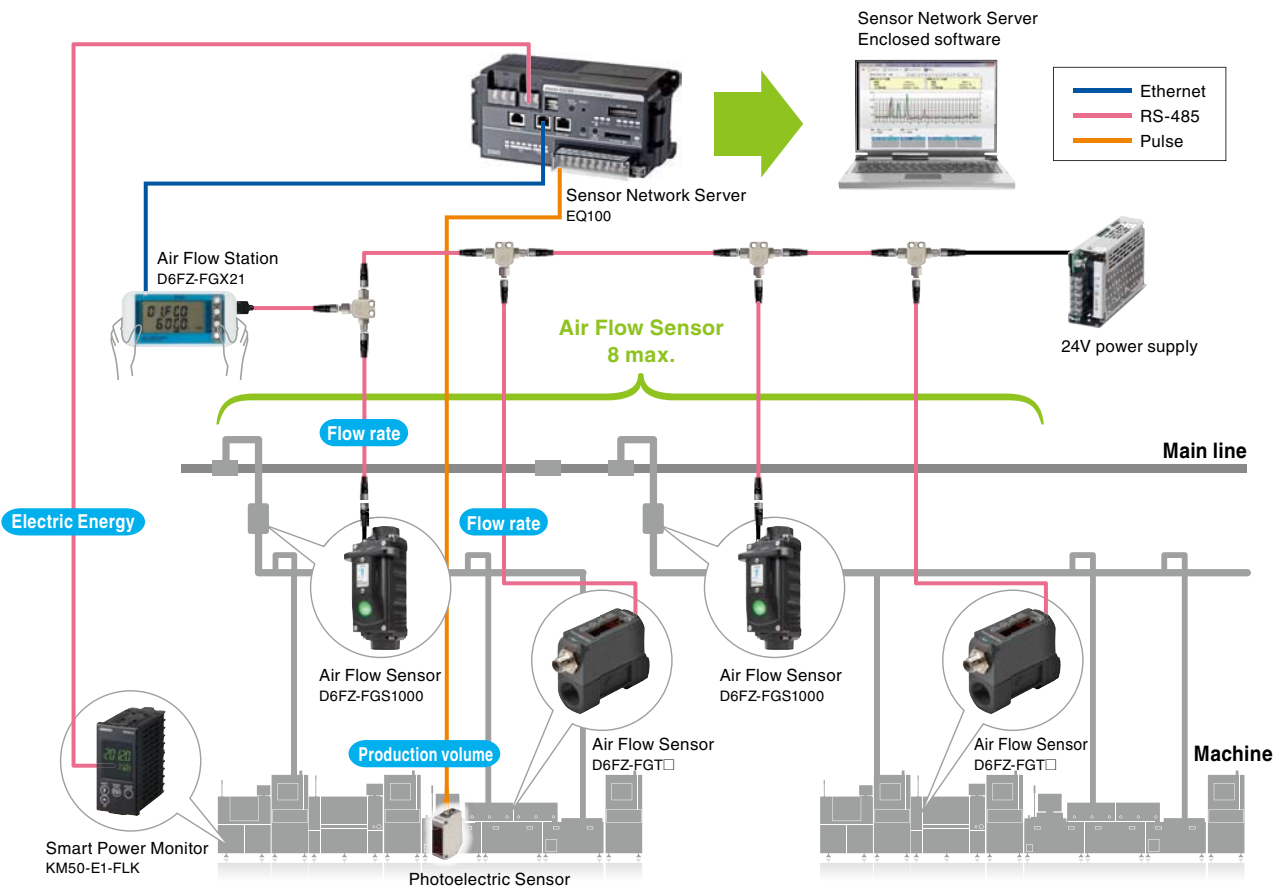 Sensor Network Server
Enclosed software
Ethernet
RS-485
Pulse
Sensor Network Server
EQ100
Air Flow Station
D6FZ-FGX21
24V power supply
Air Flow Sensor
8 max.
Flow rate
Main line
Electric Energy
Flow rate
Air Flow Sensor
D6FZ-FGS1000
Air Flow Sensor
D6FZ-FGS1000
Production volume
Air Flow Sensor
D6FZ-FGT□
Air Flow Sensor
D6FZ-FGT□
Machine
Smart Power Monitor
KM50-E1-FLK
Photoelectric Sensor